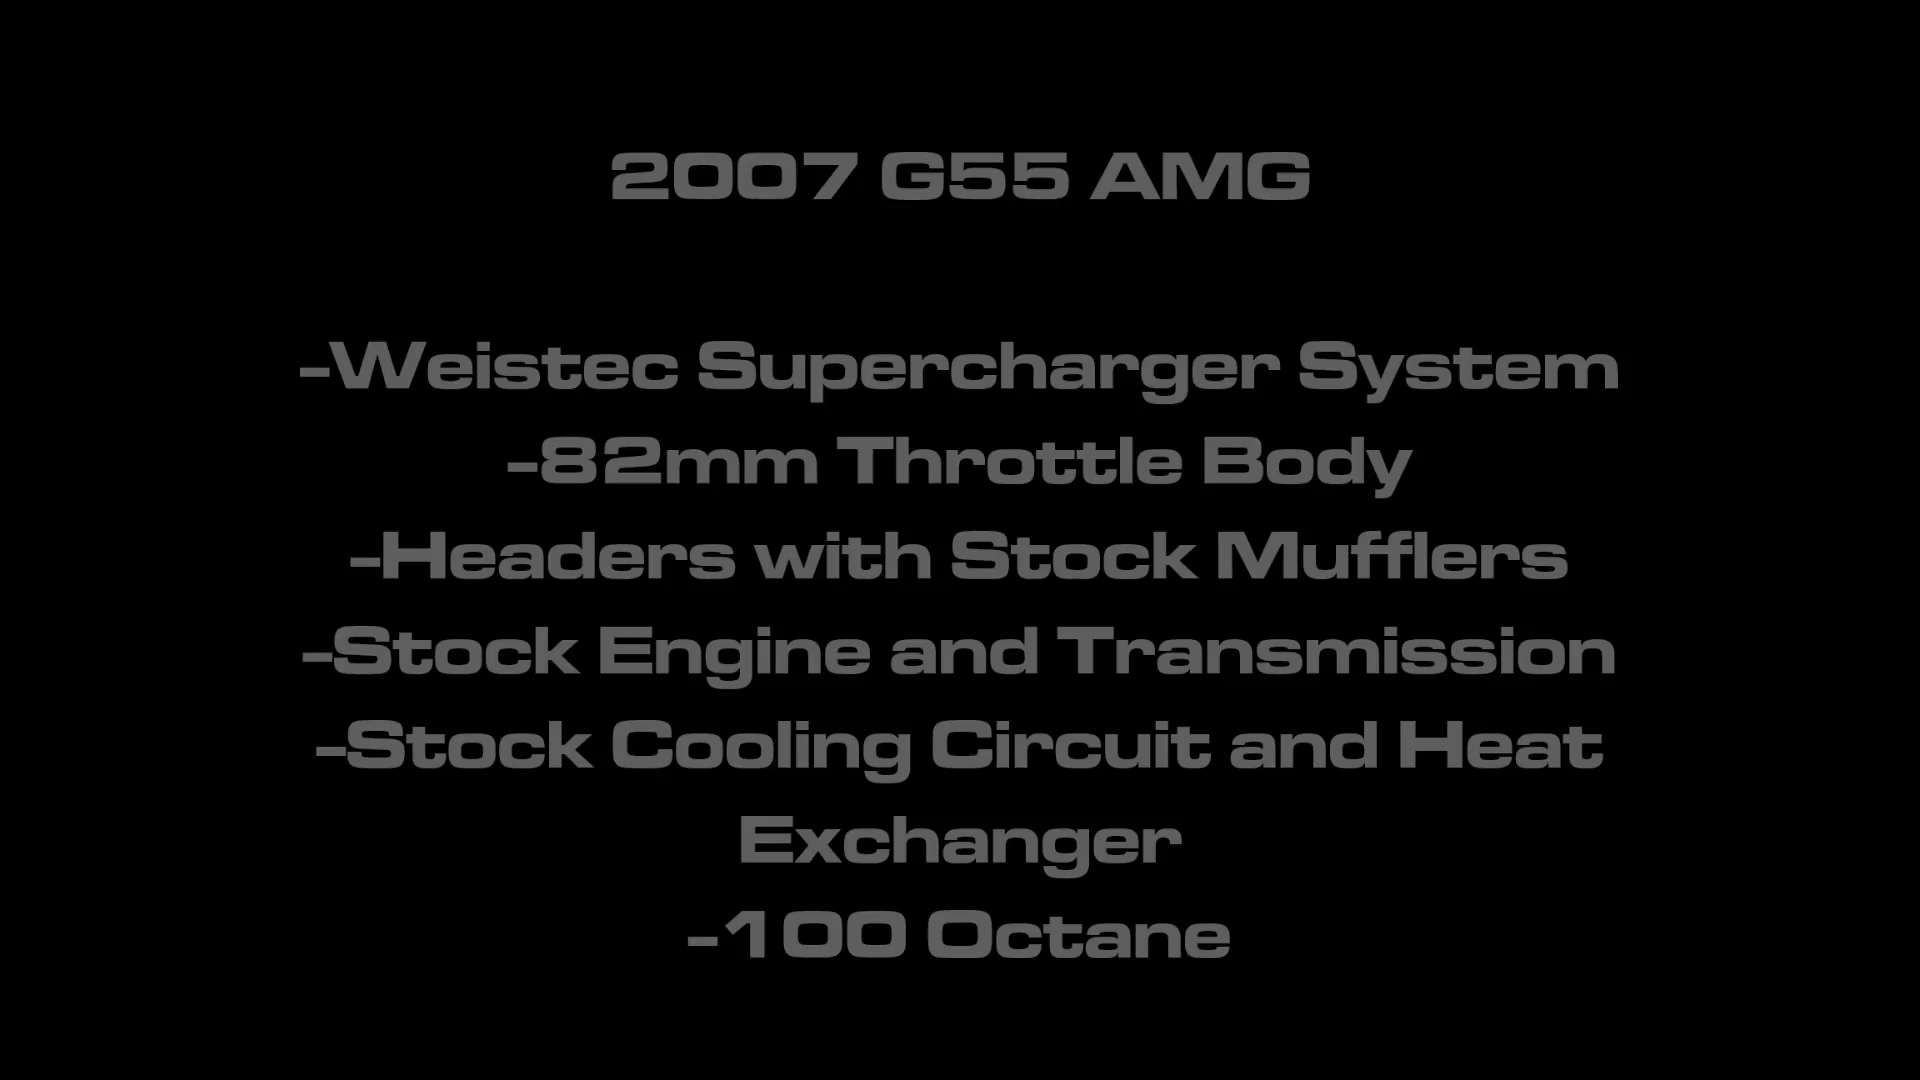 2007 G55 AMG
-Weistec Supercharger System
-82mm Throttle Body
-Headers with Stock Mufflers
-Stock Engine and Transmission
-Stock Cooling Circuit and Heat
Exchanger
-100 Octane